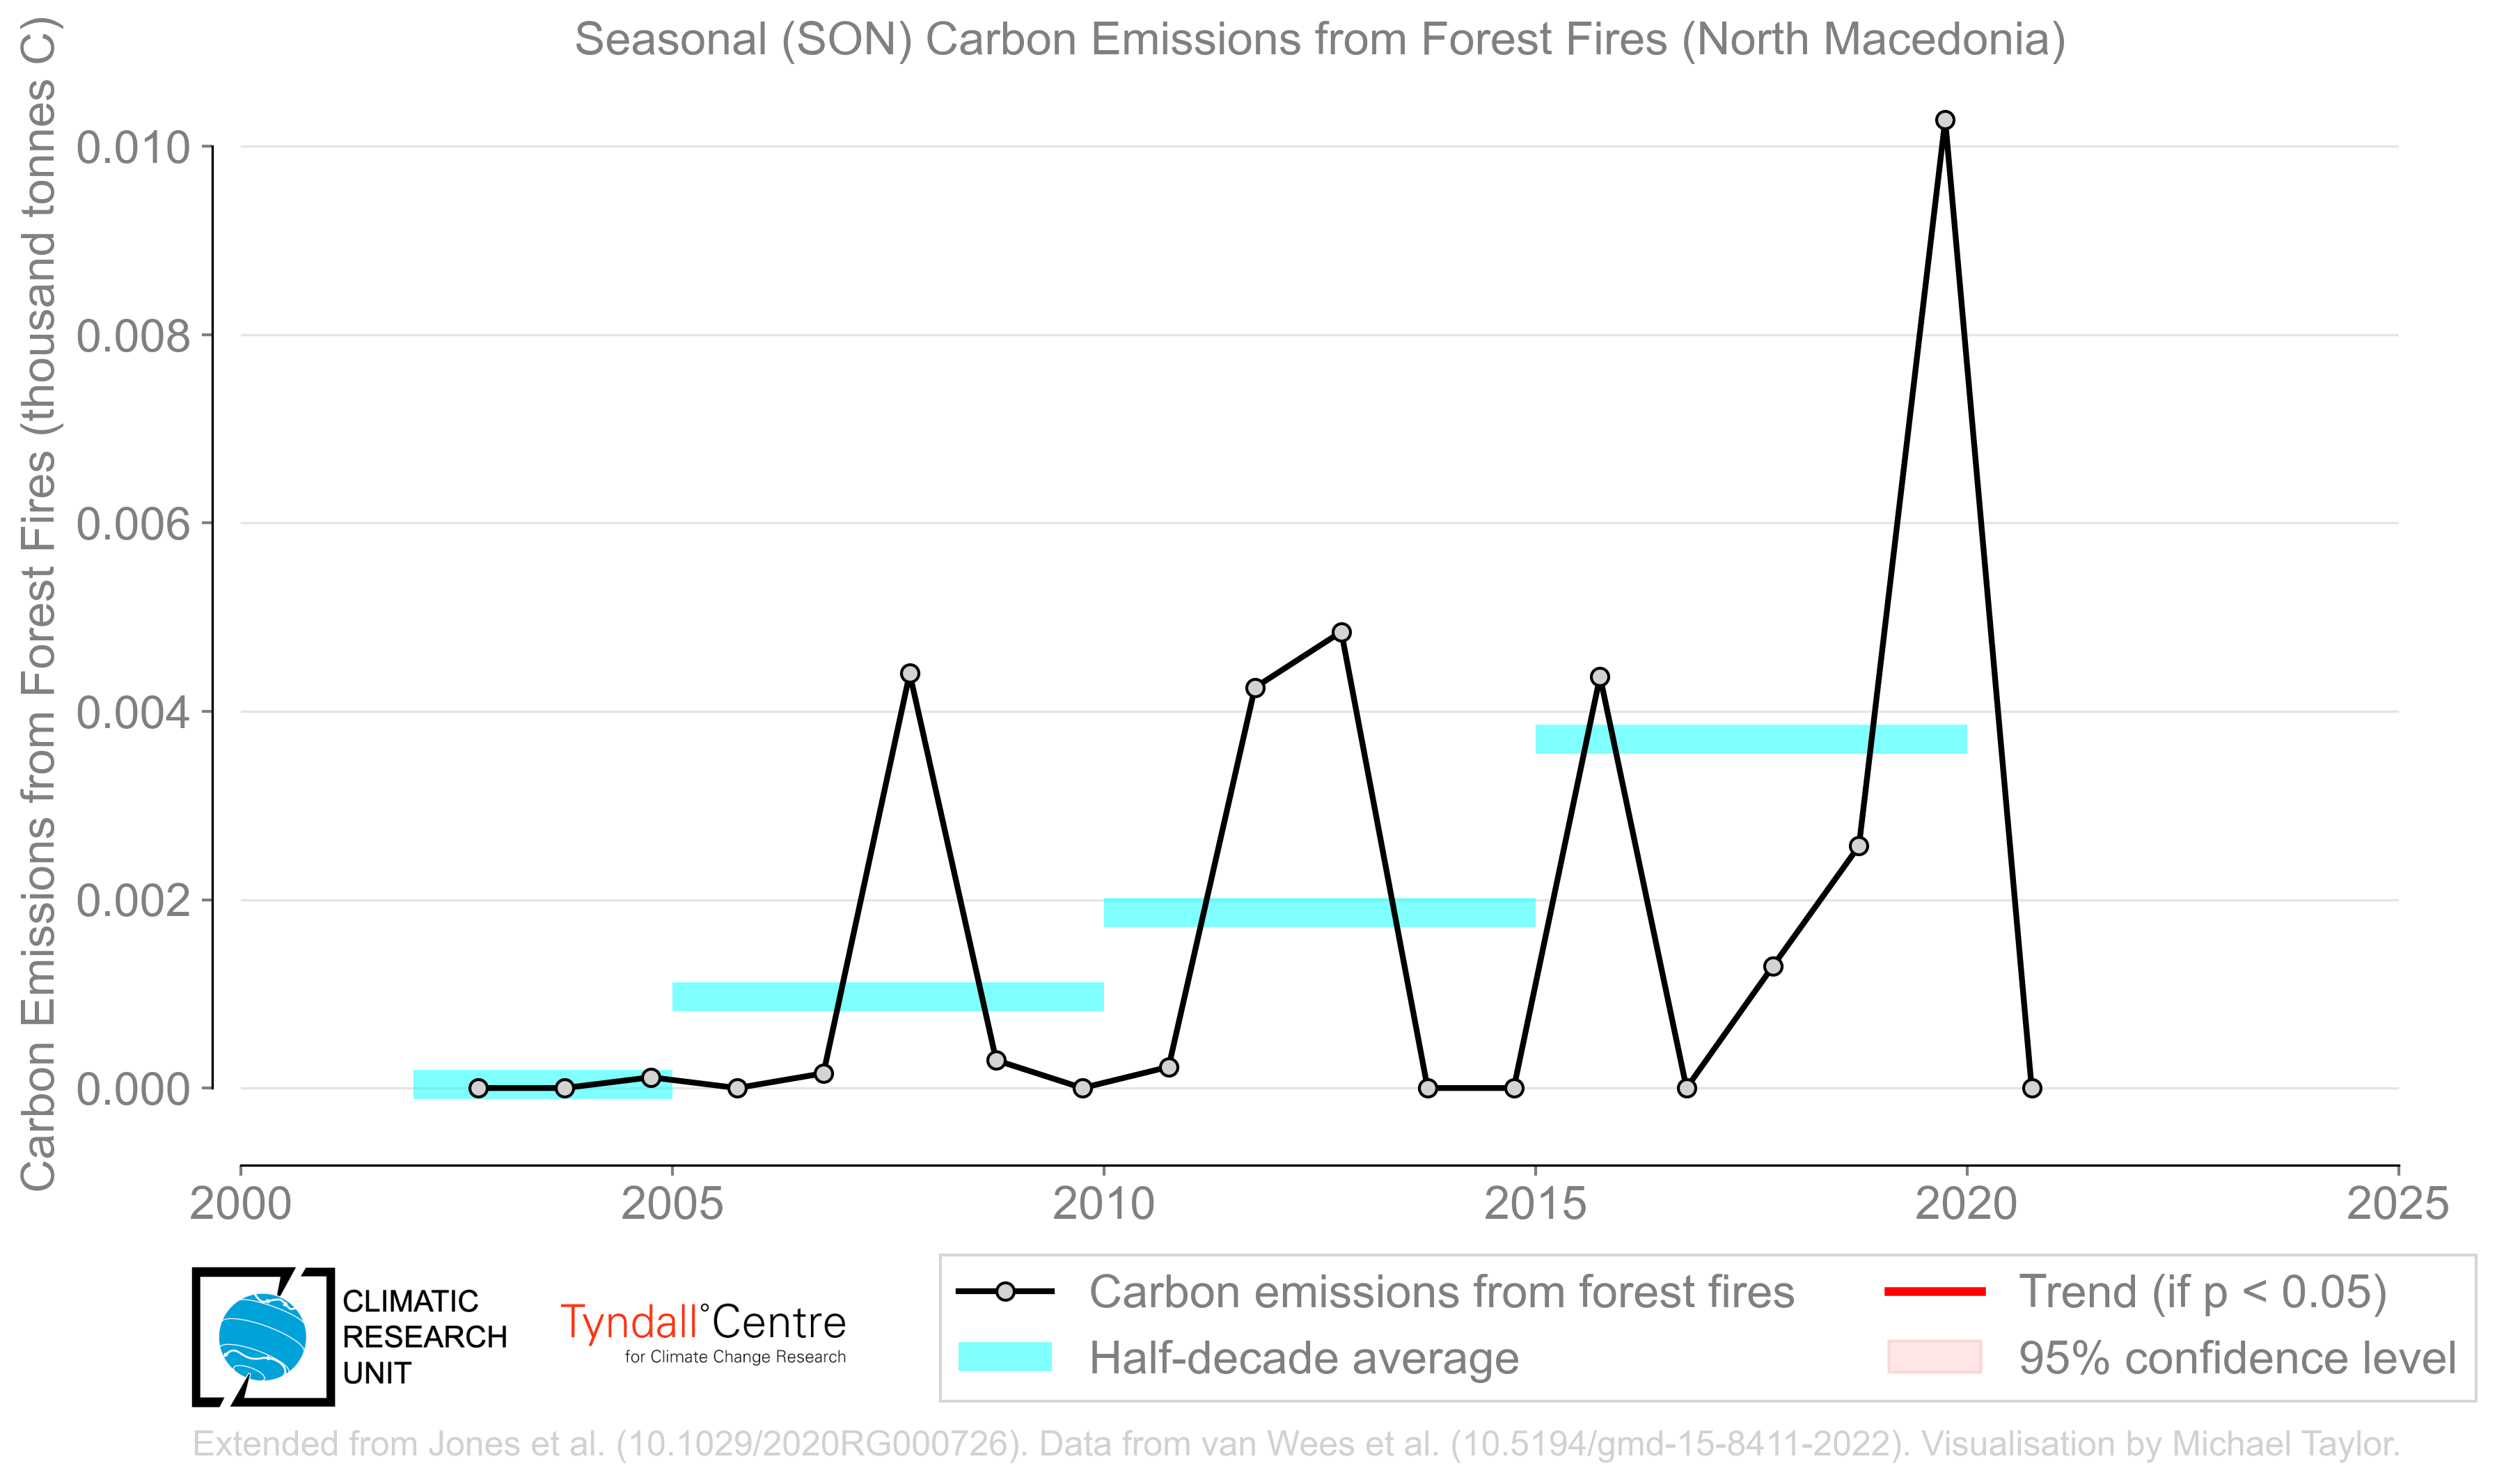 Seasonal (SON) Carbon Emissions from Forest Fires (North Macedonia)
Carbon Emissions from Forest Fires (thousand tonnes C)
0.010
0.008
0.006
0.004
0.002
0.000
2000 2005 2010 2015 2020 2025
CLIMATIC
RESEARCH
UNIT
Tyndall°Centre
for Climate Change Research
Carbon emissions from forest fires
Half-decade average
Trend (if p < 0.05)
95% confidence level
Extended from Jones et al. (10.1029/2020RG000726). Data from van Wees et al. (10.5194/gmd-15-8411-2022). Visualisation by Michael Taylor.